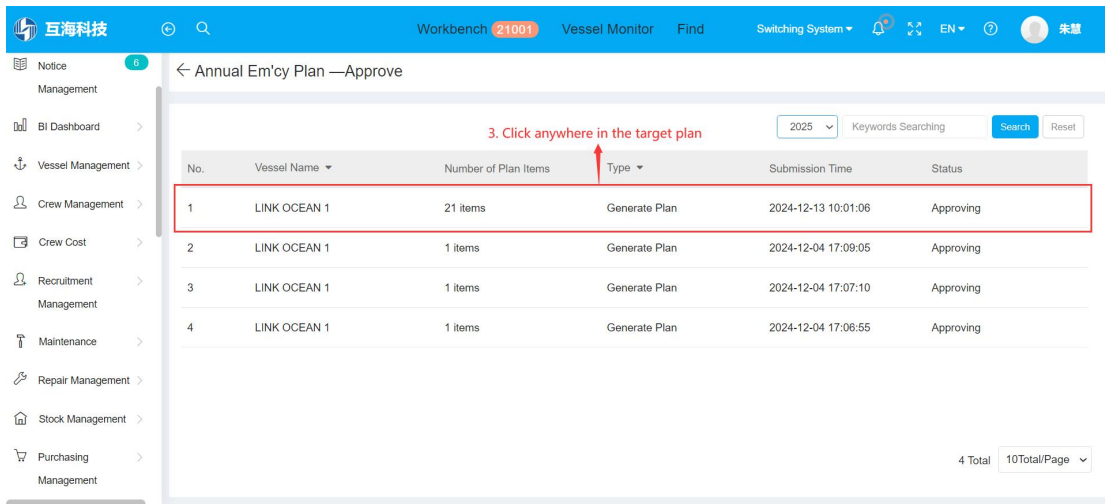 互海科技
Workbench 21001 Vessel Monitor Find Switching System EN 朱慧
Notice 6
Management
BI Dashboard
Vessel Management
Crew Management
Crew Cost
Recruitment
Management
Maintenance
Repair Management
Stock Management
Purchasing
Management
Annual Em'cy Plan —Approve
3. Click anywhere in the target plan
2025 Keywords Searching Search Reset
No. Vessel Name Number of Plan Items Type Submission Time Status
1 LINK OCEAN 1 21 items Generate Plan 2024-12-13 10:01:06 Approving
2 LINK OCEAN 1 1 items Generate Plan 2024-12-04 17:09:05 Approving
3 LINK OCEAN 1 1 items Generate Plan 2024-12-04 17:07:10 Approving
4 LINK OCEAN 1 1 items Generate Plan 2024-12-04 17:06:55 Approving
4 Total 10Total/Page